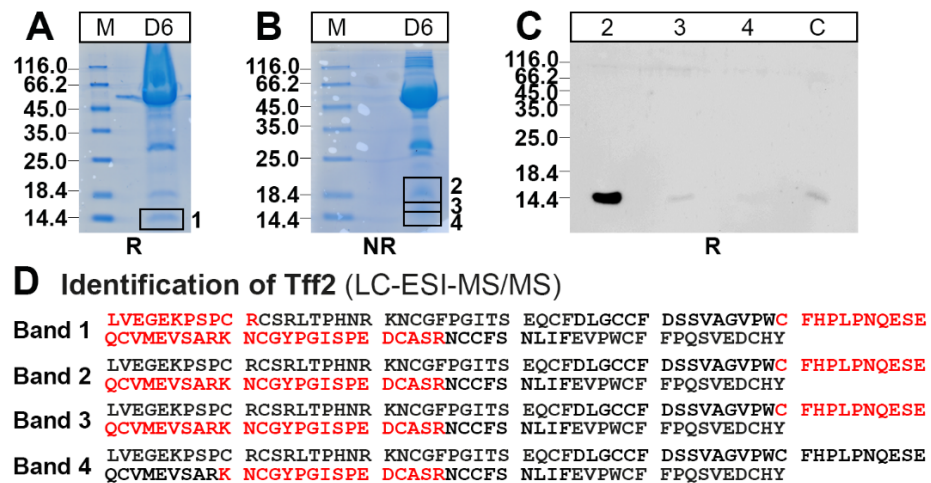 A M D6
116.0
66.2
45.0
35.0
25.0
18.4
14.4
1
R
B M D6
116.0
66.2
45.0
35.0
25.0
18.4
14.4
2
3
4
NR
C 2 3 4 C
116.0
66.2
45.0
35.0
25.0
18.4
14.4
R
D Identification of Tff2 (LC-ESI-MS/MS)
Band 1
LVEGEKPSPC RCSRLTPHNR KNCGFPGITS EQCFDLGCCF DSSVAGVPWC FHPLPNQESE
QCVMEVSARK NCGYPGISPE DCASRNCCFS NLIFEVPWCF FPQSVEDCHY
Band 2
LVEGEKPSPC RCSRLTPHNR KNCGFPGITS EQCFDLGCCF DSSVAGVPWC FHPLPNQESE
QCVMEVSARK NCGYPGISPE DCASRNCCFS NLIFEVPWCF FPQSVEDCHY
Band 3
LVEGEKPSPC RCSRLTPHNR KNCGFPGITS EQCFDLGCCF DSSVAGVPWC FHPLPNQESE
QCVMEVSARK NCGYPGISPE DCASRNCCFS NLIFEVPWCF FPQSVEDCHY
Band 4
LVEGEKPSPC RCSRLTPHNR KNCGFPGITS EQCFDLGCCF DSSVAGVPWC FHPLPNQESE
QCVMEVSARK NCGYPGISPE DCASRNCCFS NLIFEVPWCF FPQSVEDCHY